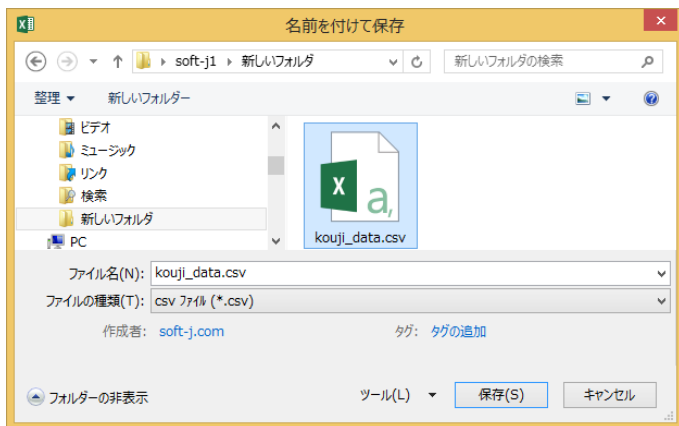 名前を付けて保存
soft-j1 新しいフォルダ 新しいフォルダの検索
整理 新しいフォルダー
ビデオ
ミュージック
リンク
検索
新しいフォルダ
PC
X a,
kouji_data.csv
ファイル名(N): kouji_data.csv
ファイルの種類(T): csv ファイル (*.csv)
作成者: soft-j.com タグ: タグの追加
フォルダーの非表示 ツール(L) 保存(S) キャンセル